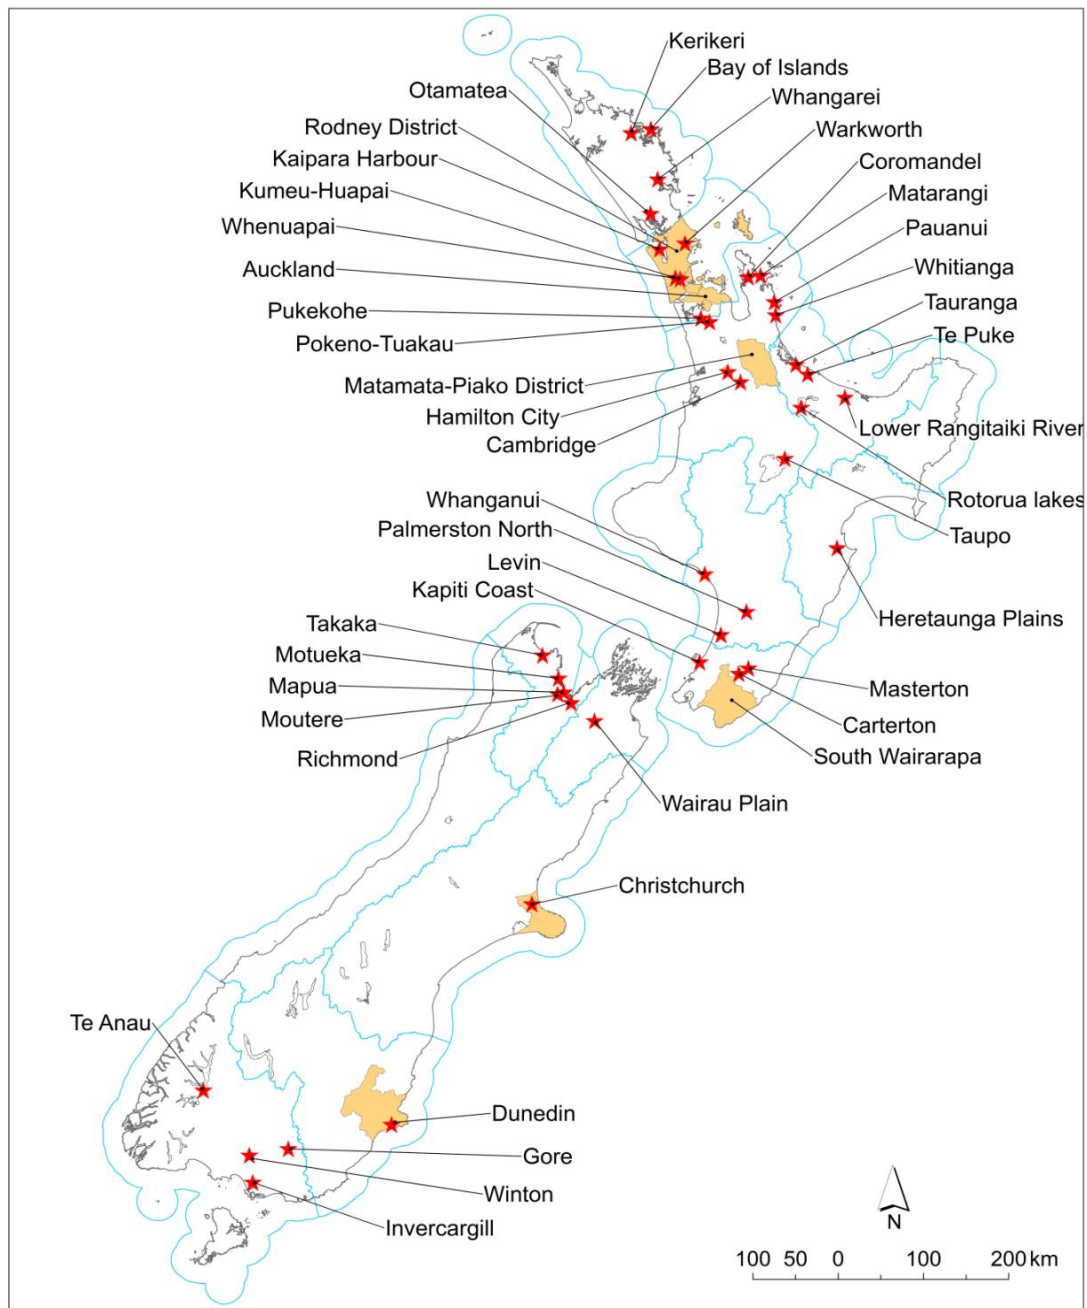 Kerikeri
Bay of Islands
Otamatea
Whangarei
Rodney District
Warkworth
Kaipara Harbour
Coromandel
Kumeu-Huapai
Matarangi
Whenuapai
Pauanui
Auckland
Whitianga
Pukekohe
Tauranga
Pokeno-Tuakau
Te Puke
Matamata-Piako District
Hamilton City
Lower Rangitaiki River
Cambridge
Whanganui
Rotorua lakes
Palmerston North
Taupo
Levin
Kapiti Coast
Heretaunga Plains
Takaka
Motueka
Mapua
Masterton
Moutere
Carterton
Richmond
South Wairarapa
Wairau Plain
Christchurch
Te Anau
Dunedin
Gore
Winton
Invercargill
N
100 50 0 100 200 km